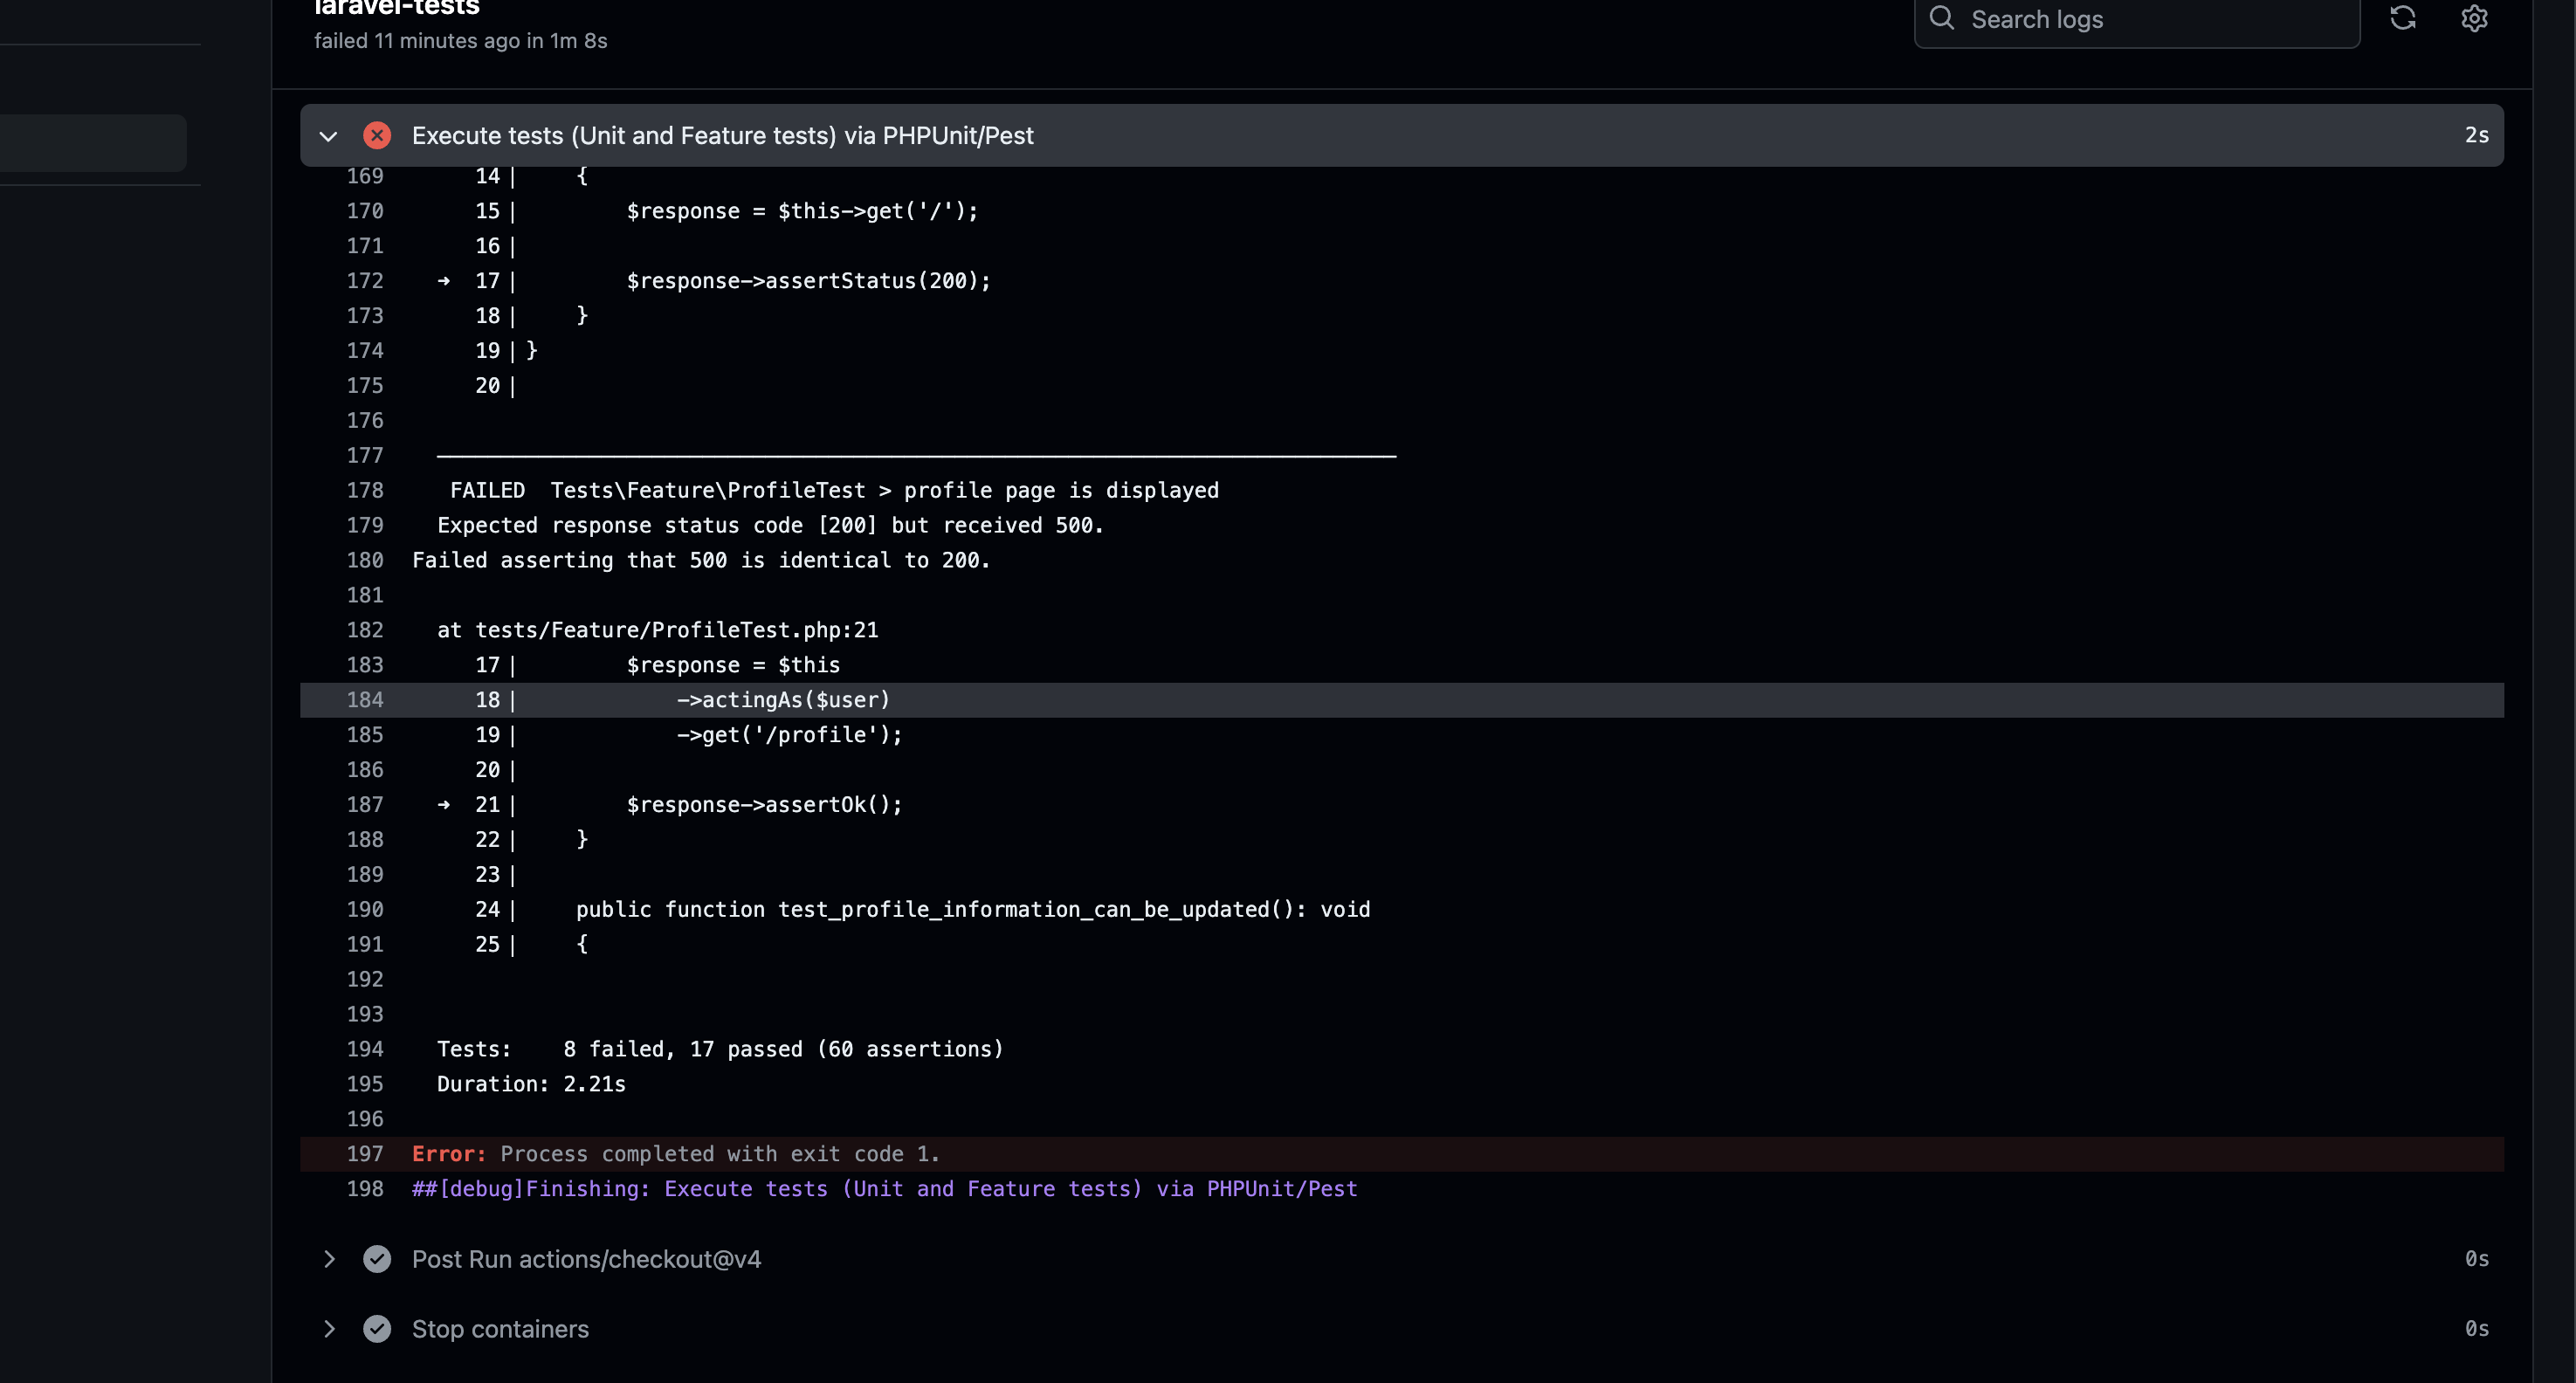 laravel-tests
failed 11 minutes ago in 1m 8s
Search logs
Execute tests (Unit and Feature tests) via PHPUnit/Pest 2s
169 14 | {
170 15 | $response = $this->get('/');
171 16 |
172 ➜ 17 | $response->assertStatus(200);
173 18 | }
174 19 | }
175 20 |
176
177 ────────────────────────────────────────────────────────────────────────────
178 FAILED Tests\Feature\ProfileTest > profile page is displayed
179 Expected response status code [200] but received 500.
180 Failed asserting that 500 is identical to 200.
181
182 at tests/Feature/ProfileTest.php:21
183 17 | $response = $this
184 18 | ->actingAs($user)
185 19 | ->get('/profile');
186 20 |
187 ➜ 21 | $response->assertOk();
188 22 | }
189 23 |
190 24 | public function test_profile_information_can_be_updated(): void
191 25 | {
192
193
194 Tests: 8 failed, 17 passed (60 assertions)
195 Duration: 2.21s
196
197 Error: Process completed with exit code 1.
198 ##[debug]Finishing: Execute tests (Unit and Feature tests) via PHPUnit/Pest
Post Run actions/checkout@v4 0s
Stop containers 0s